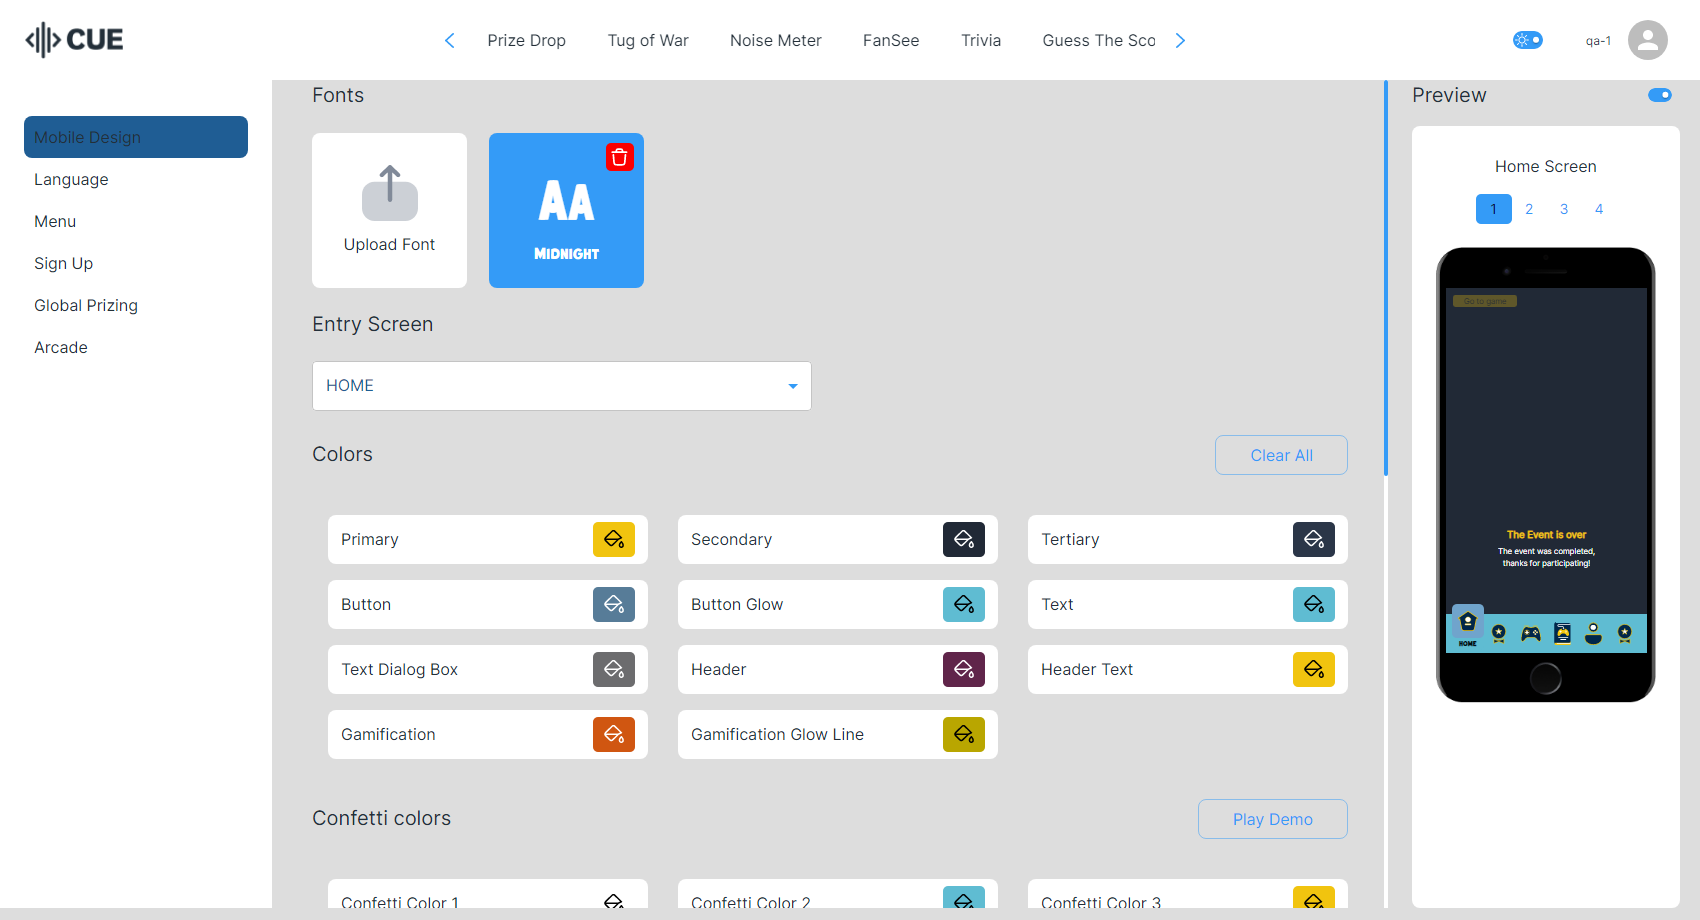 CUE
Prize Drop
Tug of War
Noise Meter
FanSee
Trivia
Guess The Sco
qa-1
Mobile Design
Language
Menu
Sign Up
Global Prizing
Arcade
Fonts
Upload Font
Aa
Midnight
Entry Screen
HOME
Colors
Clear All
Primary
Secondary
Tertiary
Button
Button Glow
Text
Text Dialog Box
Header
Header Text
Gamification
Gamification Glow Line
Confetti colors
Play Demo
Confetti Color 1
Confetti Color 2
Confetti Color 3
Preview
Home Screen
1 2 3 4
Go to game
The Event is over
The event was completed,
thanks for participating!
HOME